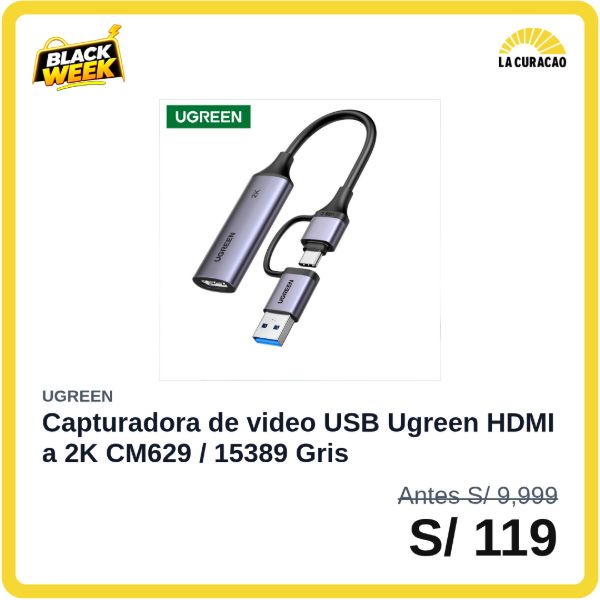 BLACK
WEEK
LA CURACAO
UGREEN
2K
UGREEN
UGREEN
UGREEN
Capturadora de video USB Ugreen HDMI
a 2K CM629 / 15389 Gris
Antes S/ 9,999
S/ 119